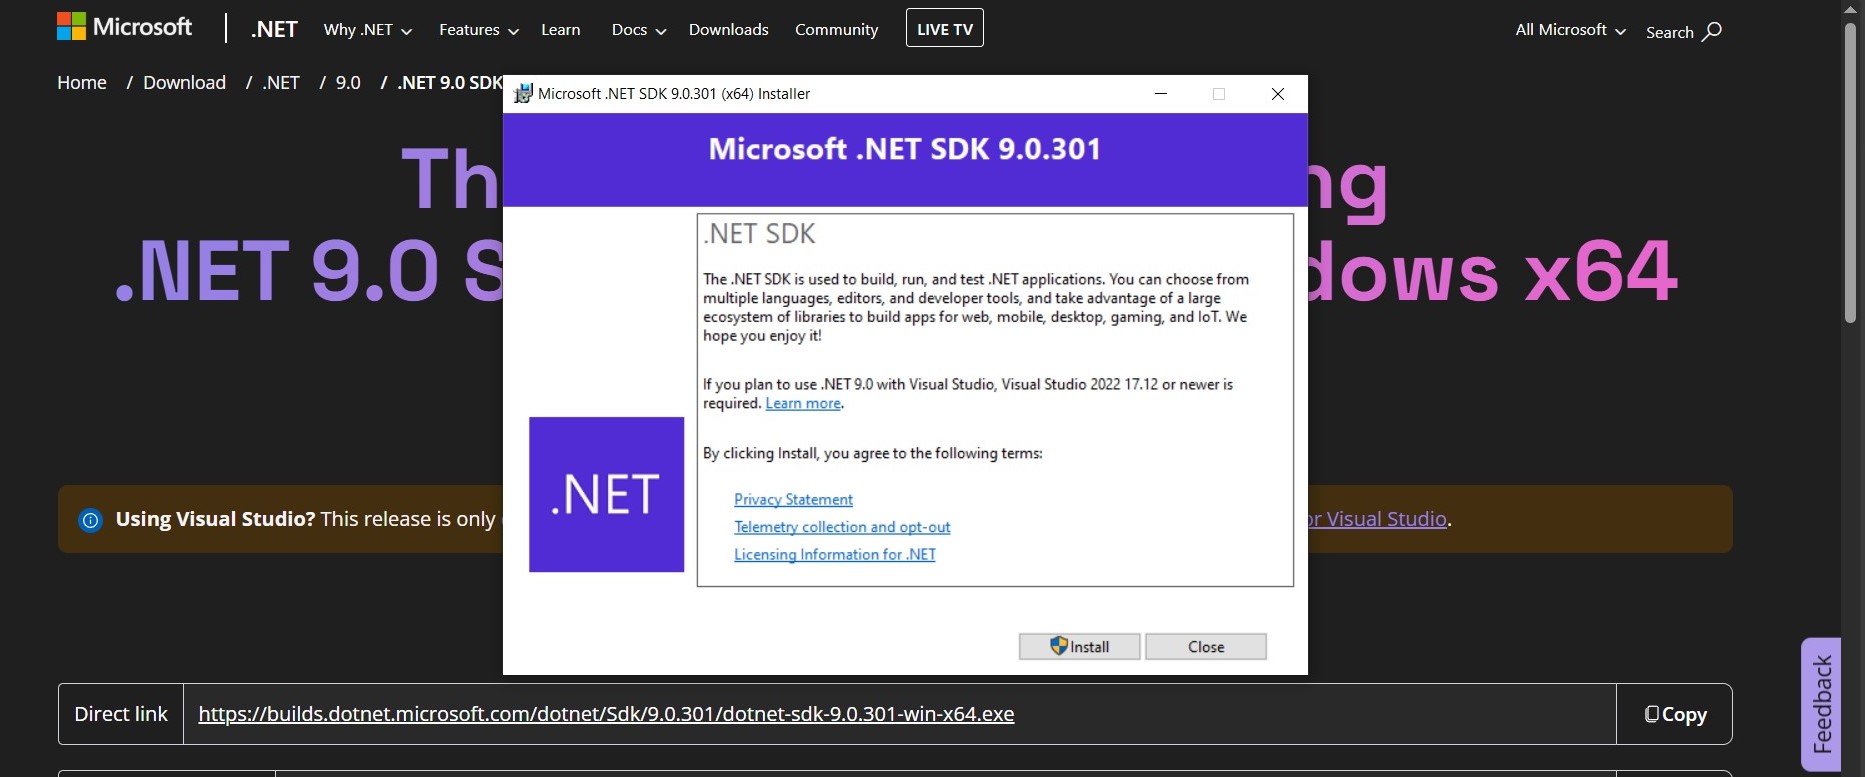 Microsoft
.NET
Why .NET
Features
Learn
Docs
Downloads
Community
LIVE TV
All Microsoft
Search
Home / Download / .NET / 9.0 / .NET 9.0 SDK
Microsoft .NET SDK 9.0.301 (x64) Installer
Microsoft .NET SDK 9.0.301
Th
ng
.NET 9.0 S
dows x64
.NET SDK
The .NET SDK is used to build, run, and test .NET applications. You can choose from
multiple languages, editors, and developer tools, and take advantage of a large
ecosystem of libraries to build apps for web, mobile, desktop, gaming, and IoT. We
hope you enjoy it!
If you plan to use .NET 9.0 with Visual Studio, Visual Studio 2022 17.12 or newer is
required. Learn more.
By clicking Install, you agree to the following terms:
Privacy Statement
Telemetry collection and opt-out
Licensing Information for .NET
.NET
Install
Close
Using Visual Studio? This release is only
or Visual Studio.
Direct link
https://builds.dotnet.microsoft.com/dotnet/Sdk/9.0.301/dotnet-sdk-9.0.301-win-x64.exe
Copy
Feedback